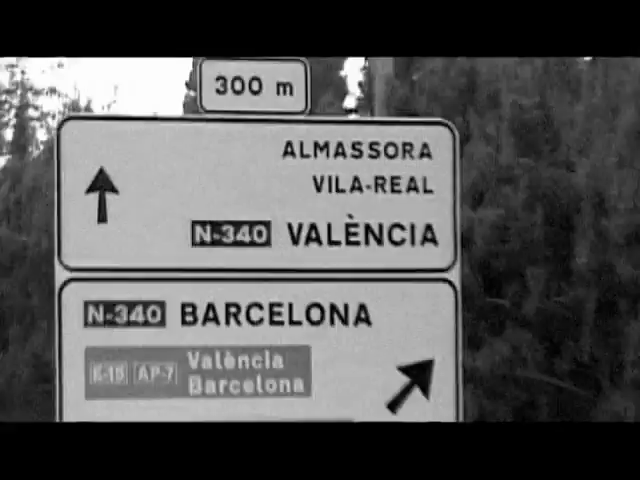 300 m
ALMASSORA
VILA-REAL
N-340 VALÈNCIA
N-340 BARCELONA
E-15 AP-7 València
Barcelona